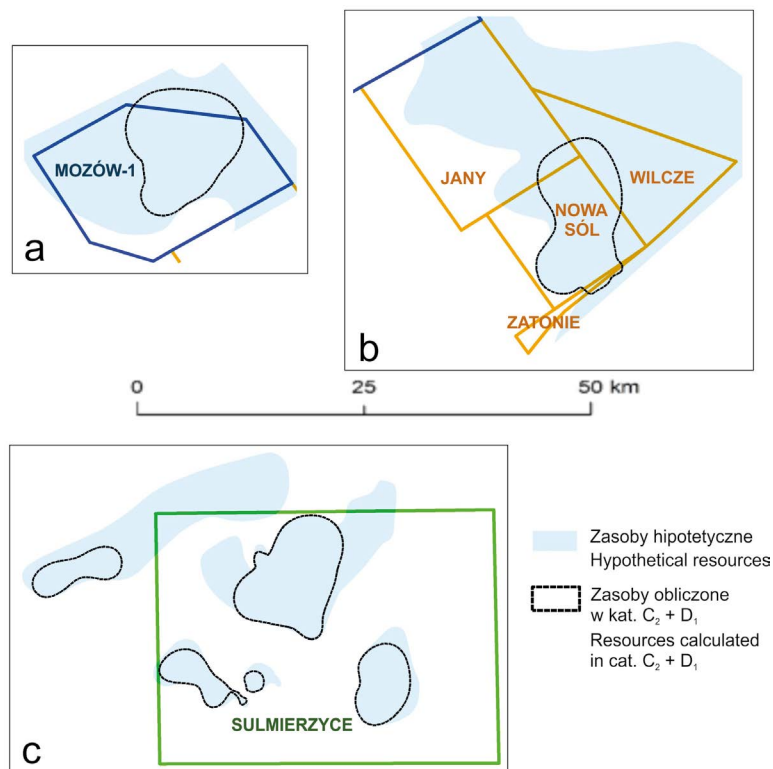 MOZÓW-1
a
JANY
WILCZE
NOWA
SÓL
ZATONIE
b
0 25 50 km
SULMIERZYCE
c
Zasoby hipotetyczne
Hypothetical resources
Zasoby obliczone
w kat. C₂ + D₁
Resources calculated
in cat. C₂ + D₁